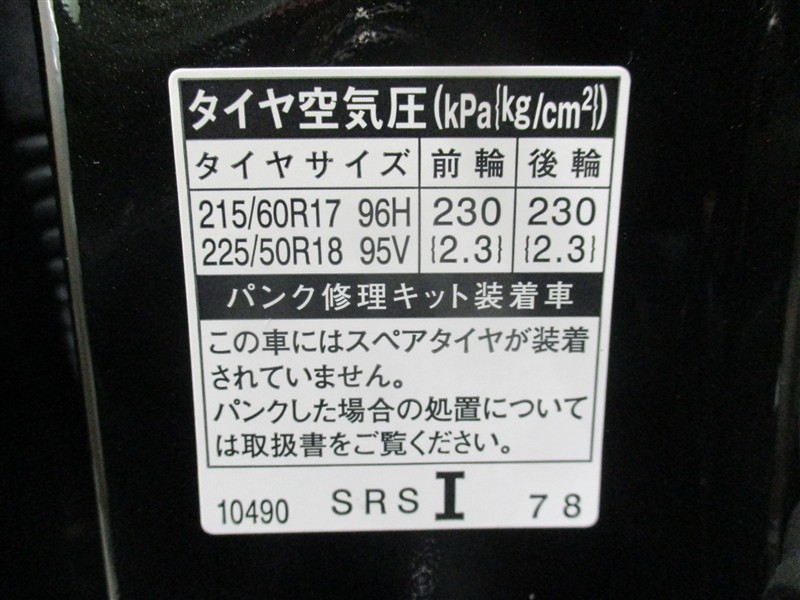 タイヤ空気圧(kPa{kg/cm²})
タイヤサイズ 前輪 後輪
215/60R17 96H 230 230
225/50R18 95V {2.3} {2.3}
パンク修理キット装着車
この車にはスペアタイヤが装着
されていません。
パンクした場合の処置について
は取扱書をご覧ください。
10490 SRS I 78